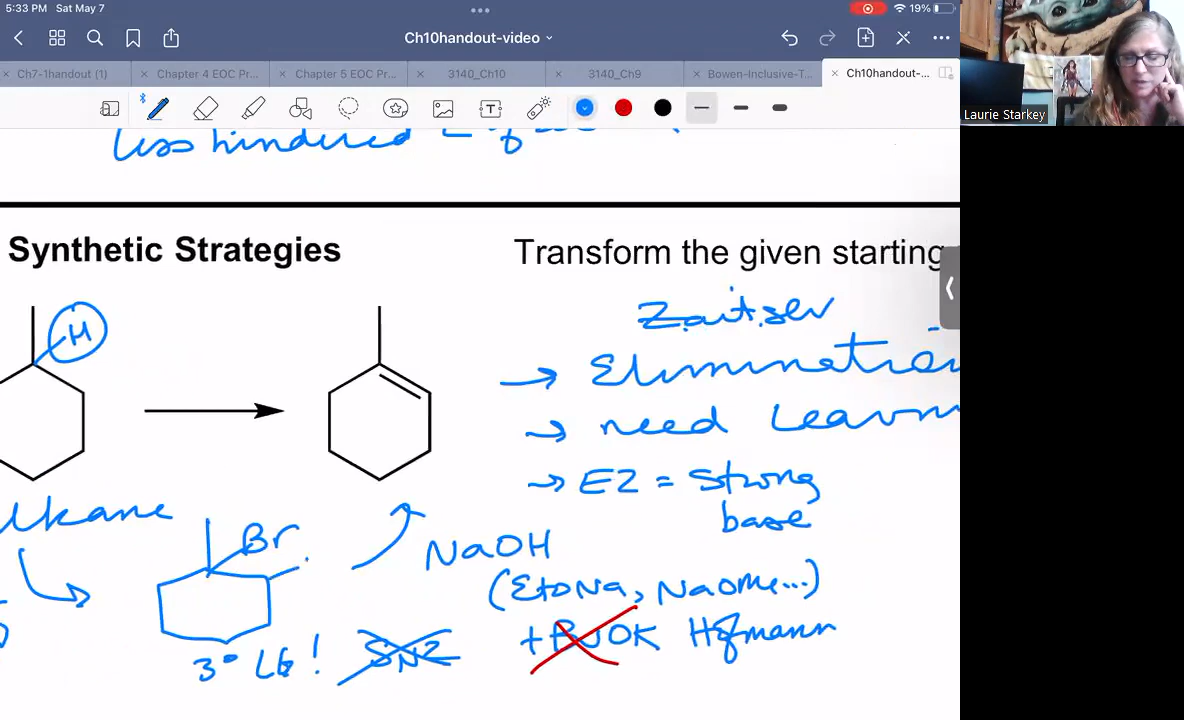 5:33 PM Sat May 7
19%
Ch10handout-video
Ch7-1handout (1)
Chapter 4 EOC Pr...
Chapter 5 EOC Pr...
3140_Ch10
3140_Ch9
Bowen-Inclusive-T...
Ch10handout-...
T
Laurie Starkey
less hindered
Synthetic Strategies
Transform the given starting
H
Zaitsev
→ Elimination
→ need Leavin
→ E2 = Strong
base
lkane
Br
NaOH
(EtONa, NaOMe...)
3° LG!
SN2
+BuOK Hofmann